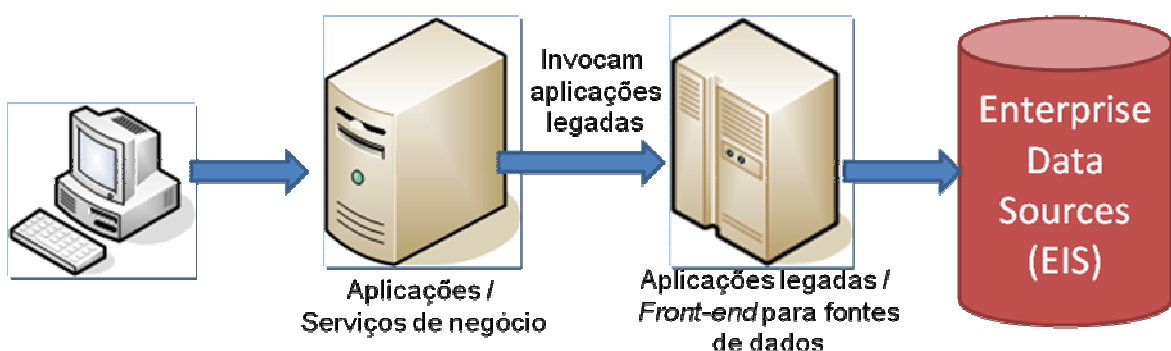 Invocam
aplicações
legadas
Enterprise
Data
Sources
(EIS)
Aplicações /
Serviços de negócio
Aplicações legadas /
Front-end para fontes
de dados